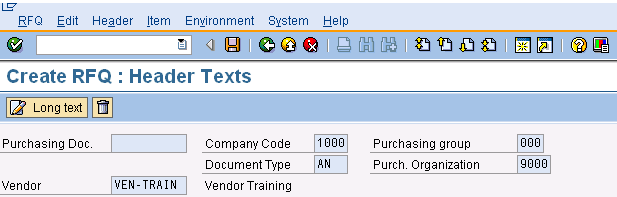 RFQ Edit Header Item Environment System Help
Create RFQ : Header Texts
Long text
Purchasing Doc. Company Code 1000 Purchasing group 000
Document Type AN Purch. Organization 9000
Vendor VEN-TRAIN Vendor Training